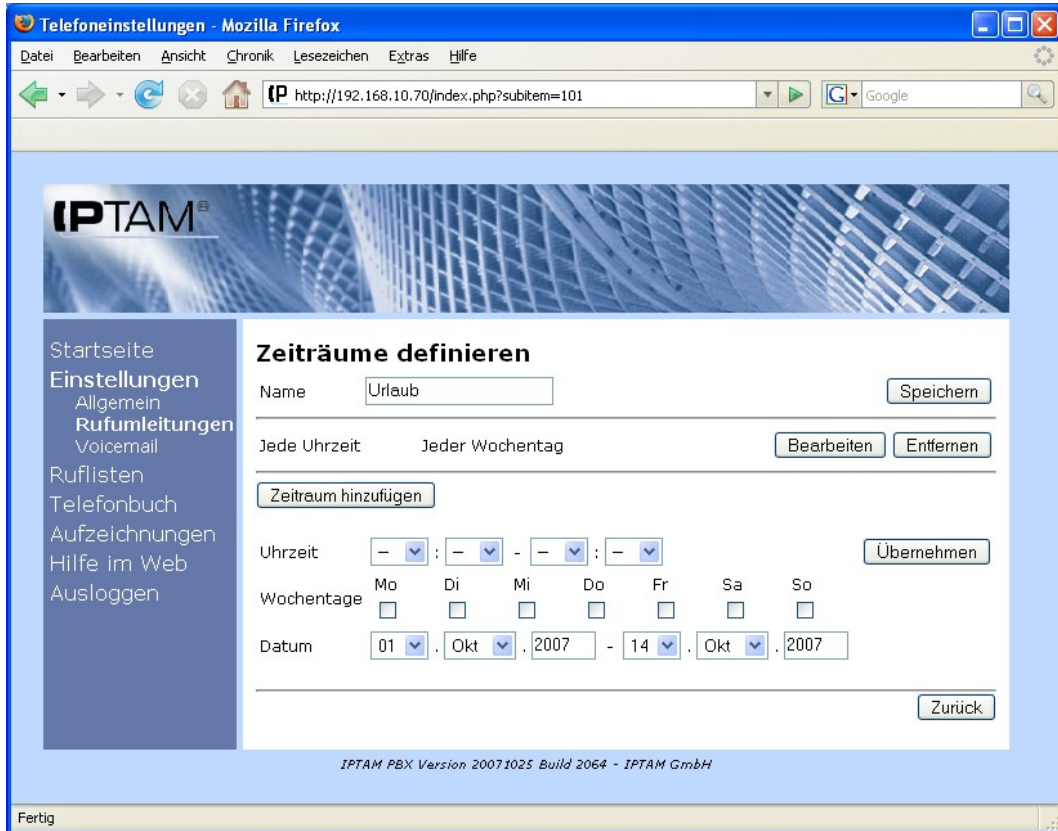 Telefoneinstellungen - Mozilla Firefox
Datei Bearbeiten Ansicht Chronik Lesezeichen Extras Hilfe
http://192.168.10.70/index.php?subitem=101 Google
IPTAM®
Startseite
Einstellungen
Allgemein
Rufumleitungen
Voicemail
Ruflisten
Telefonbuch
Aufzeichnungen
Hilfe im Web
Ausloggen
Zeiträume definieren
Name Urlaub Speichern
Jede Uhrzeit Jeder Wochentag Bearbeiten Entfernen
Zeitraum hinzufügen
Uhrzeit – : – - – : – Übernehmen
Mo Di Mi Do Fr Sa So
Wochentage
Datum 01 . Okt . 2007 - 14 . Okt . 2007
Zurück
IPTAM PBX Version 20071025 Build 2064 - IPTAM GmbH
Fertig